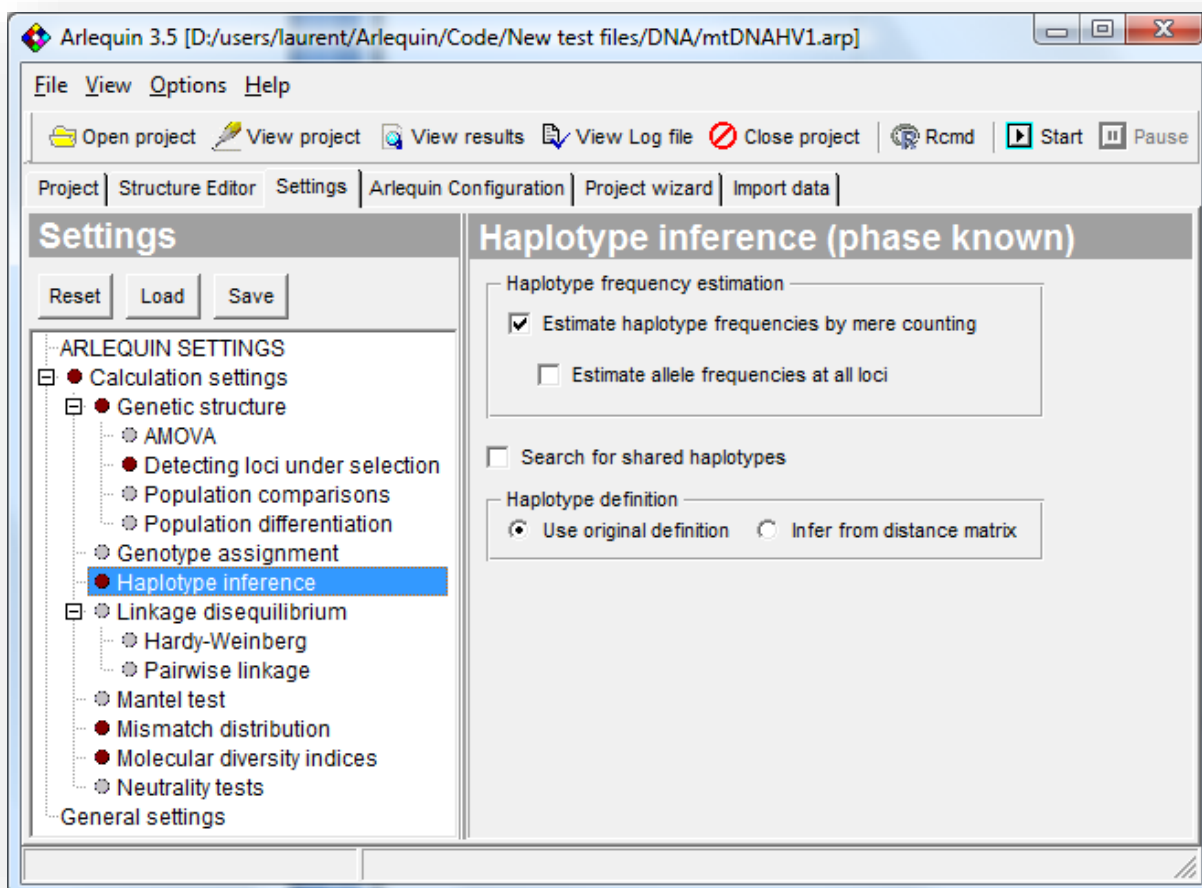 Arlequin 3.5 [D:/users/laurent/Arlequin/Code/New test files/DNA/mtDNAHV1.arp]
File View Options Help
Open project View project View results View Log file Close project Rcmd Start Pause
Project Structure Editor Settings Arlequin Configuration Project wizard Import data
Settings
Reset Load Save
ARLEQUIN SETTINGS
Calculation settings
Genetic structure
AMOVA
Detecting loci under selection
Population comparisons
Population differentiation
Genotype assignment
Haplotype inference
Linkage disequilibrium
Hardy-Weinberg
Pairwise linkage
Mantel test
Mismatch distribution
Molecular diversity indices
Neutrality tests
General settings
Haplotype inference (phase known)
Haplotype frequency estimation
Estimate haplotype frequencies by mere counting
Estimate allele frequencies at all loci
Search for shared haplotypes
Haplotype definition
Use original definition Infer from distance matrix